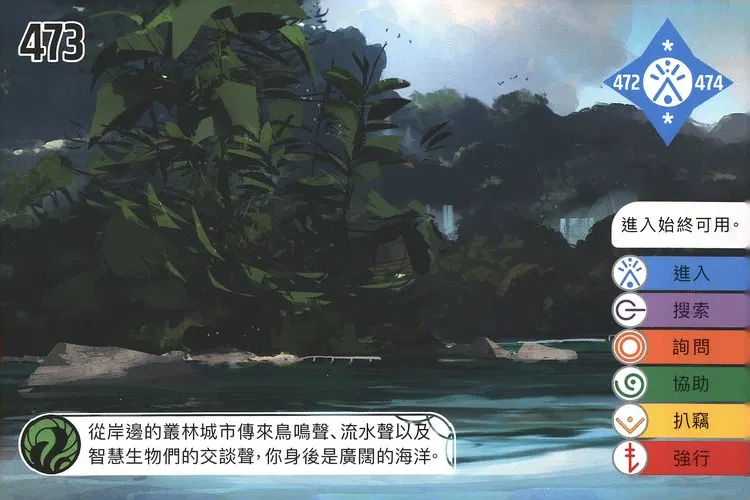 473
*
472
474
*
進入始終可用。
進入
搜索
詢問
協助
扒竊
強行
從岸邊的叢林城市傳來鳥鳴聲、流水聲以及
智慧生物們的交談聲,你身後是廣闊的海洋。